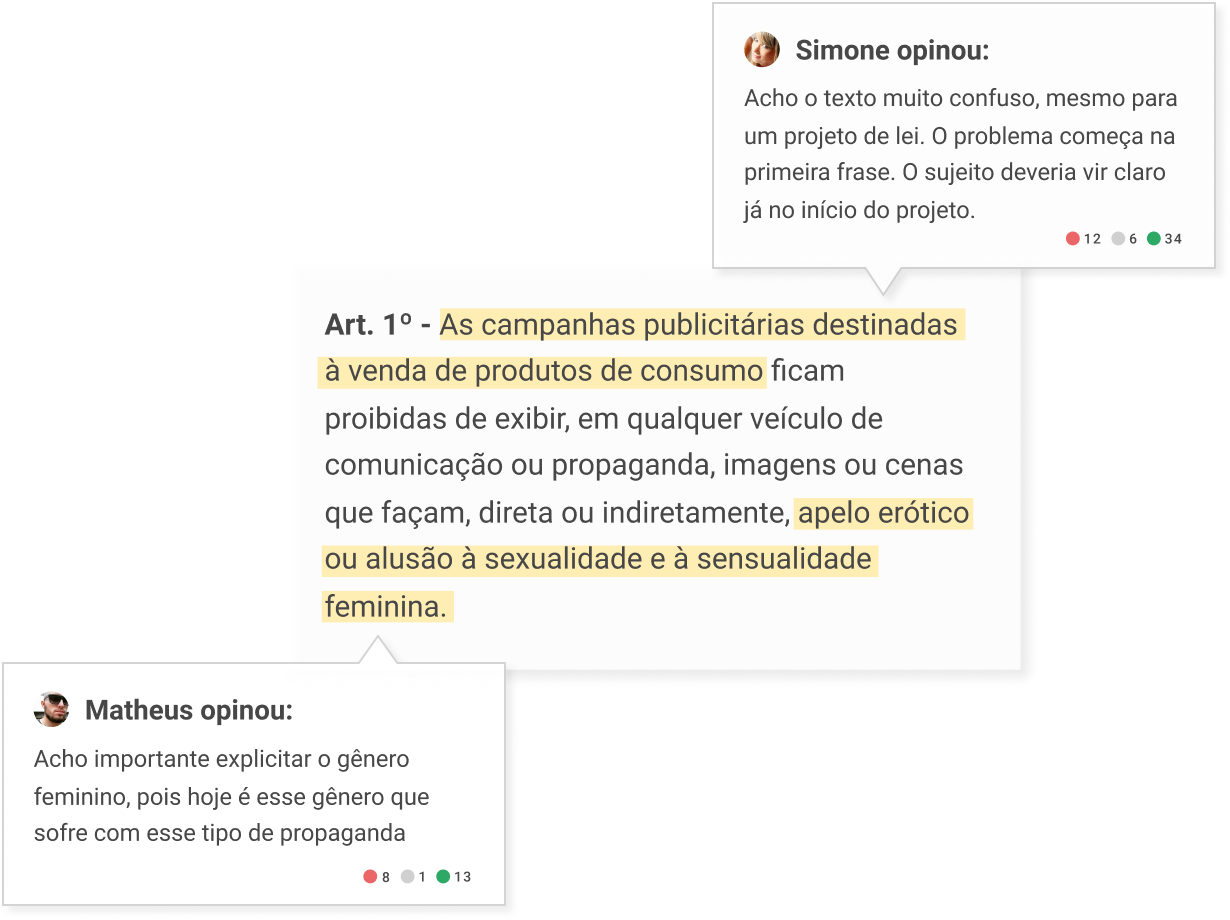 Simone opinou:
Acho o texto muito confuso, mesmo para
um projeto de lei. O problema começa na
primeira frase. O sujeito deveria vir claro
já no início do projeto.
12 6 34
Art. 1º - As campanhas publicitárias destinadas
à venda de produtos de consumo ficam
proibidas de exibir, em qualquer veículo de
comunicação ou propaganda, imagens ou cenas
que façam, direta ou indiretamente, apelo erótico
ou alusão à sexualidade e à sensualidade
feminina.
Matheus opinou:
Acho importante explicitar o gênero
feminino, pois hoje é esse gênero que
sofre com esse tipo de propaganda
8 1 13